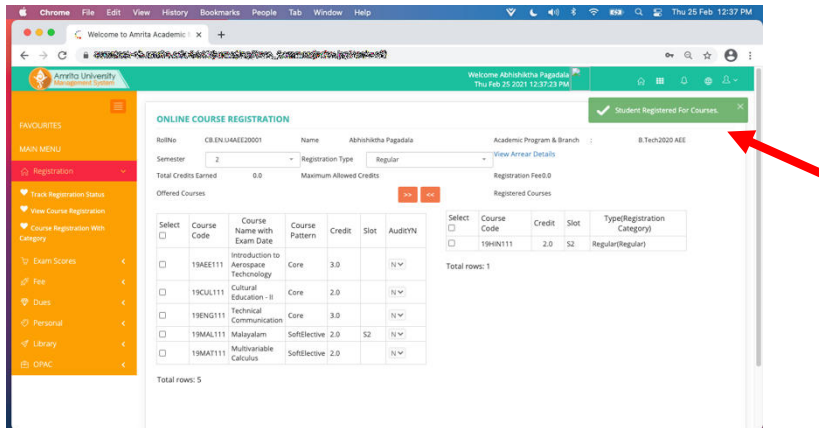 Chrome File Edit View History Bookmarks People Tab Window Help Thu 25 Feb 12:37 PM
Welcome to Amrita Academic
Amrita University
Management System
Welcome Abhishiktha Pagadala
Thu Feb 25 2021 12:37:23 PM
Student Registered For Courses.
FAVOURITES
MAIN MENU
Registration
Track Registration Status
View Course Registration
Course Registration With
Category
Exam Scores
Fee
Dues
Personal
Library
OPAC
ONLINE COURSE REGISTRATION
RollNo CB.EN.U4AEE20001 Name Abhishiktha Pagadala Academic Program & Branch : B.Tech2020 AEE
Semester 2 Registration Type Regular View Arrear Details
Total Credits Earned 0.0 Maximum Allowed Credits Registration Fee0.0
Offered Courses >> << Registered Courses
Select Course Code Course Name with Exam Date Course Pattern Credit Slot AuditYN
19AEE111 Introduction to Aerospace Techcnology Core 3.0 N
19CUL111 Cultural Education - II Core 2.0 N
19ENG111 Technical Communication Core 3.0 N
19MAL111 Malayalam SoftElective 2.0 S2 N
19MAT111 Multivariable Calculus SoftElective 2.0 N
Total rows: 5
Select Course Code Credit Slot Type(Registration Category)
19HIN111 2.0 S2 Regular(Regular)
Total rows: 1